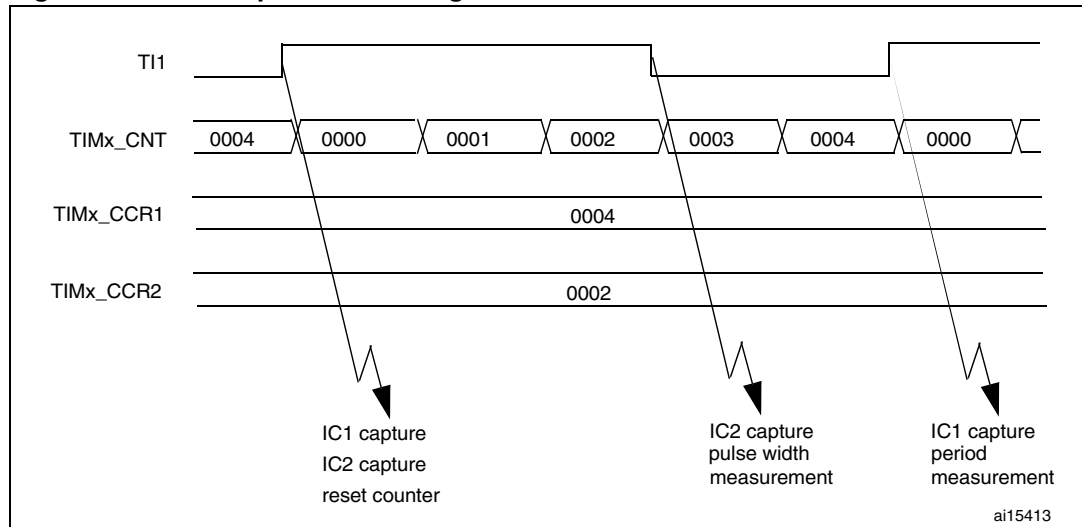 TI1
TIMx_CNT 0004 0000 0001 0002 0003 0004 0000
TIMx_CCR1 0004
TIMx_CCR2 0002
IC1 capture
IC2 capture
reset counter
IC2 capture
pulse width
measurement
IC1 capture
period
measurement
ai15413